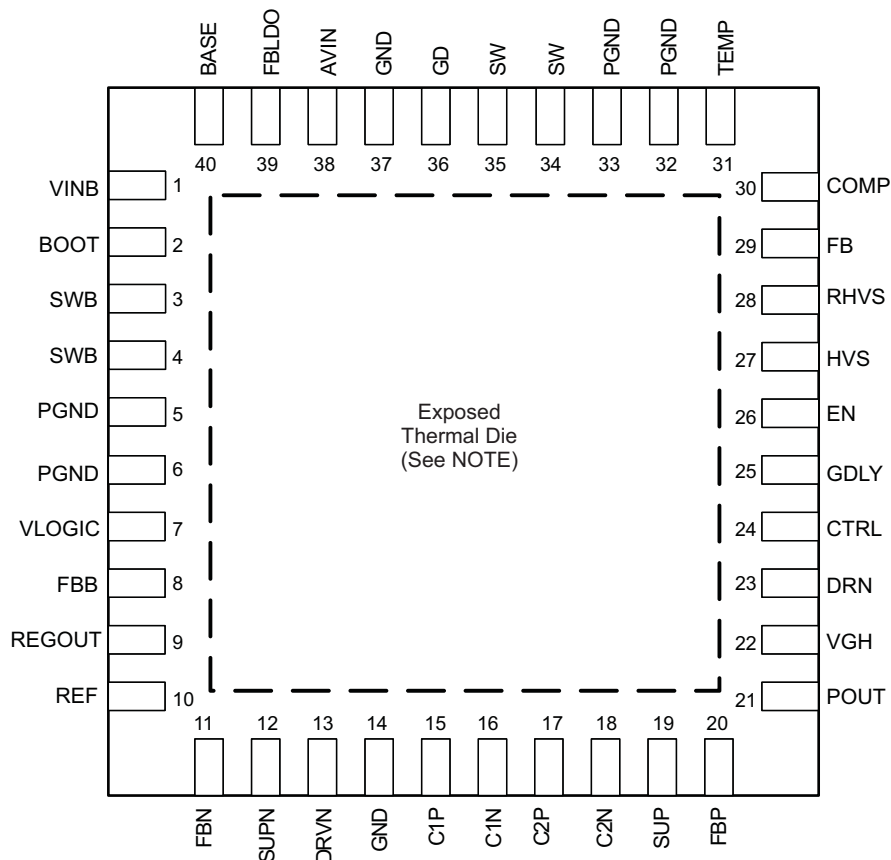 BASE
FBLDO
AVIN
GND
GD
SW
SW
PGND
PGND
TEMP
40
39
38
37
36
35
34
33
32
31
VINB 1
BOOT 2
SWB 3
SWB 4
PGND 5
PGND 6
VLOGIC 7
FBB 8
REGOUT 9
REF 10
Exposed
Thermal Die
(See NOTE)
30 COMP
29 FB
28 RHVS
27 HVS
26 EN
25 GDLY
24 CTRL
23 DRN
22 VGH
21 POUT
11
12
13
14
15
16
17
18
19
20
FBN
SUPN
DRVN
GND
C1P
C1N
C2P
C2N
SUP
FBP